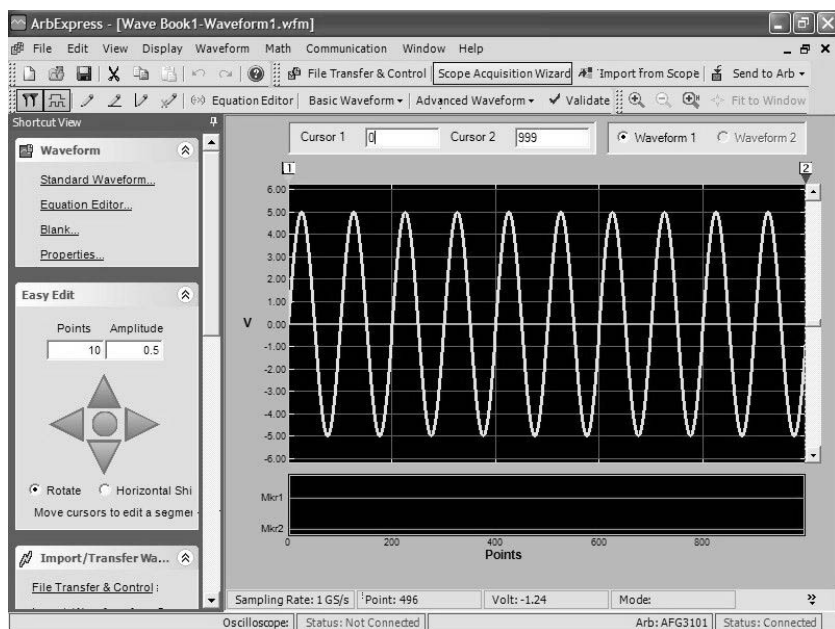 ArbExpress - [Wave Book1-Waveform1.wfm]
File Edit View Display Waveform Math Communication Window Help
File Transfer & Control Scope Acquisition Wizard Import from Scope Send to Arb
Equation Editor Basic Waveform Advanced Waveform Validate Fit to Window
Shortcut View
Waveform
Standard Waveform...
Equation Editor...
Blank...
Properties...
Easy Edit
Points Amplitude
10 0.5
Rotate Horizontal Shi
Move cursors to edit a segmer
Import/Transfer Wa...
File Transfer & Control
Cursor 1 0 Cursor 2 999 Waveform 1 Waveform 2
1 2
6.00
5.00
4.00
3.00
2.00
1.00
V 0.00
-1.00
-2.00
-3.00
-4.00
-5.00
-6.00
Mkr1
Mkr2
0 200 400 600 800
Points
Sampling Rate: 1 GS/s Point: 496 Volt: -1.24 Mode:
Oscilloscope: Status: Not Connected Arb: AFG3101 Status: Connected